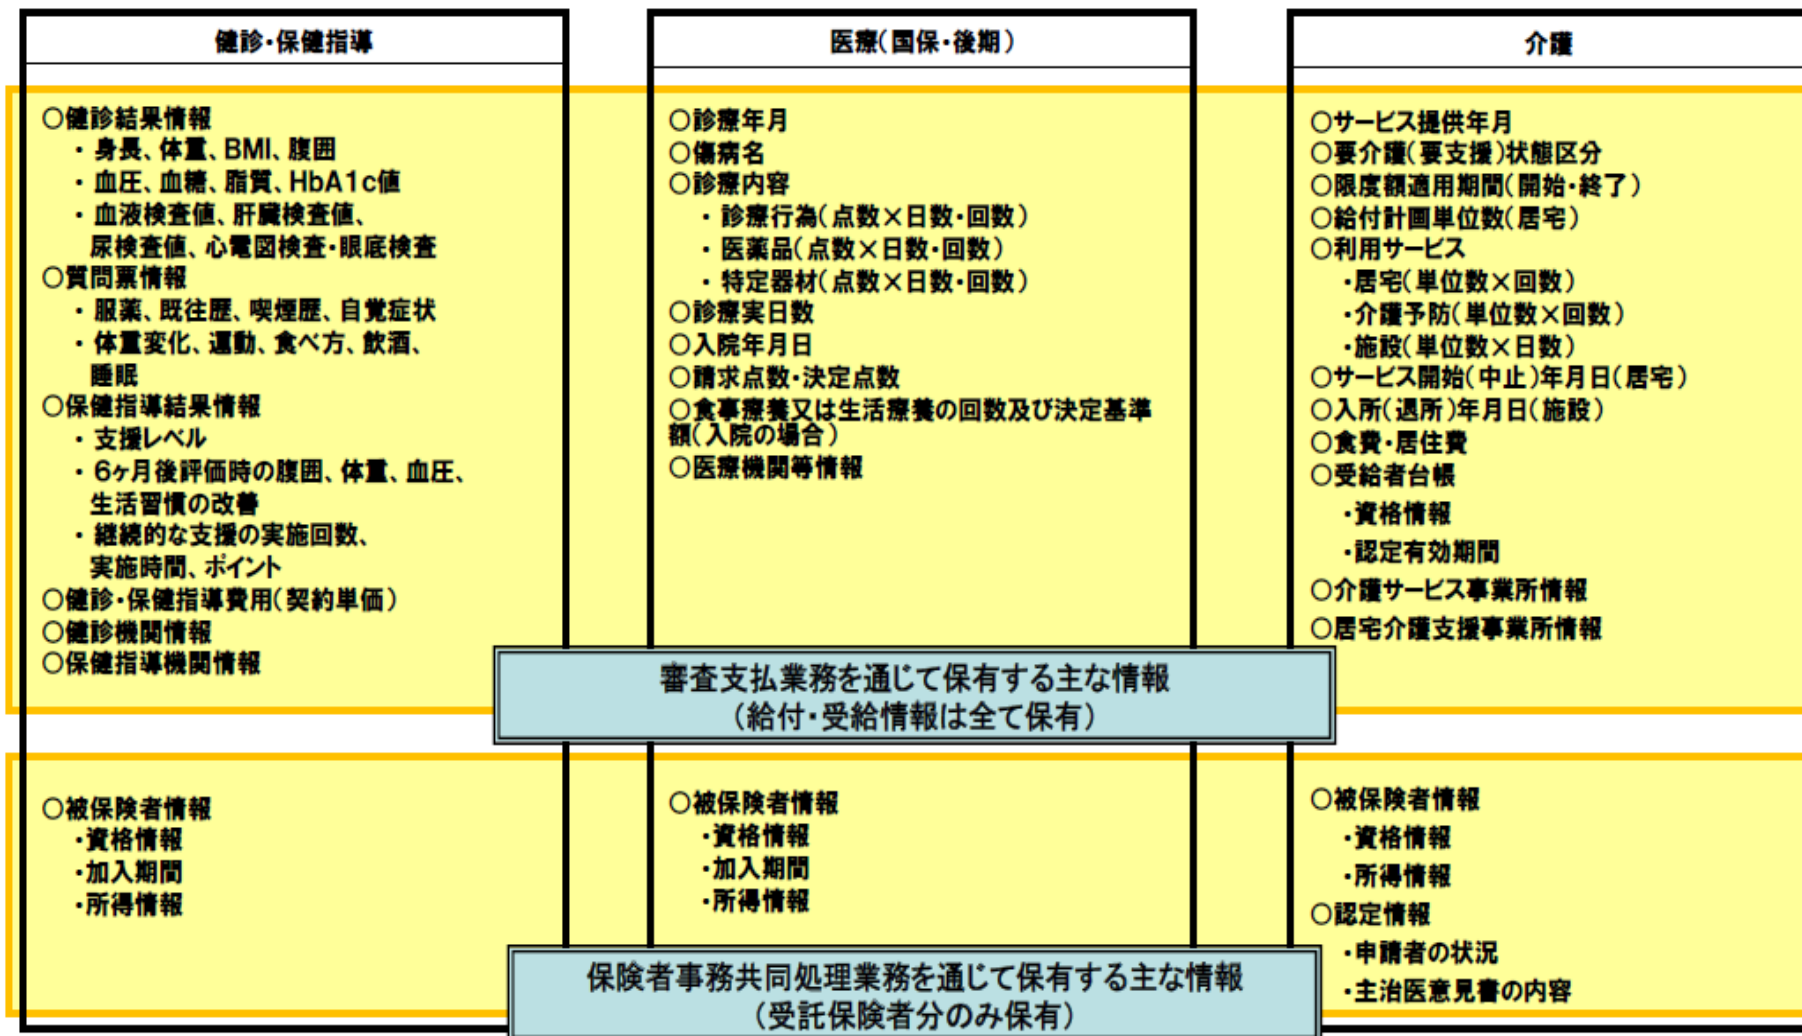 健診・保健指導
○健診結果情報
・ 身長、体重、BMI、腹囲
・ 血圧、血糖、脂質、HbA1c値
・ 血液検査値、肝臓検査値、
尿検査値、心電図検査・眼底検査
○質問票情報
・ 服薬、既往歴、喫煙歴、自覚症状
・ 体重変化、運動、食べ方、飲酒、
睡眠
○保健指導結果情報
・ 支援レベル
・ 6ヶ月後評価時の腹囲、体重、血圧、
生活習慣の改善
・ 継続的な支援の実施回数、
実施時間、ポイント
○健診・保健指導費用(契約単価)
○健診機関情報
○保健指導機関情報
医療(国保・後期)
○診療年月
○傷病名
○診療内容
・ 診療行為(点数×日数・回数)
・ 医薬品(点数×日数・回数)
・ 特定器材(点数×日数・回数)
○診療実日数
○入院年月日
○請求点数・決定点数
○食事療養又は生活療養の回数及び決定基準
額(入院の場合)
○医療機関等情報
介護
○サービス提供年月
○要介護(要支援)状態区分
○限度額適用期間(開始・終了)
○給付計画単位数(居宅)
○利用サービス
・居宅(単位数×回数)
・介護予防(単位数×回数)
・施設(単位数×日数)
○サービス開始(中止)年月日(居宅)
○入所(退所)年月日(施設)
○食費・居住費
○受給者台帳
・資格情報
・認定有効期間
○介護サービス事業所情報
○居宅介護支援事業所情報
審査支払業務を通じて保有する主な情報
(給付・受給情報は全て保有)
○被保険者情報
・資格情報
・加入期間
・所得情報
○被保険者情報
・資格情報
・加入期間
・所得情報
○被保険者情報
・資格情報
・所得情報
○認定情報
・申請者の状況
・主治医意見書の内容
保険者事務共同処理業務を通じて保有する主な情報
(受託保険者分のみ保有)